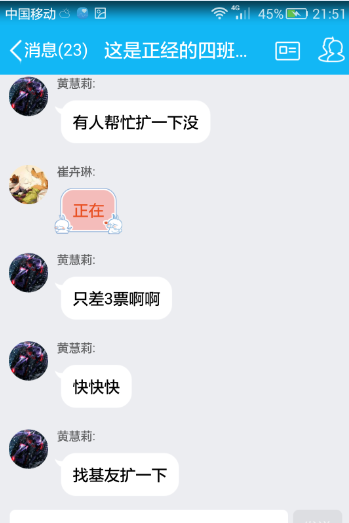 中国移动 4G 45% 21:51
消息(23) 这是正经的四班...
黄慧莉:
有人帮忙扩一下没
崔卉琳:
正在
黄慧莉:
只差3票啊啊
黄慧莉:
快快快
黄慧莉:
找基友扩一下